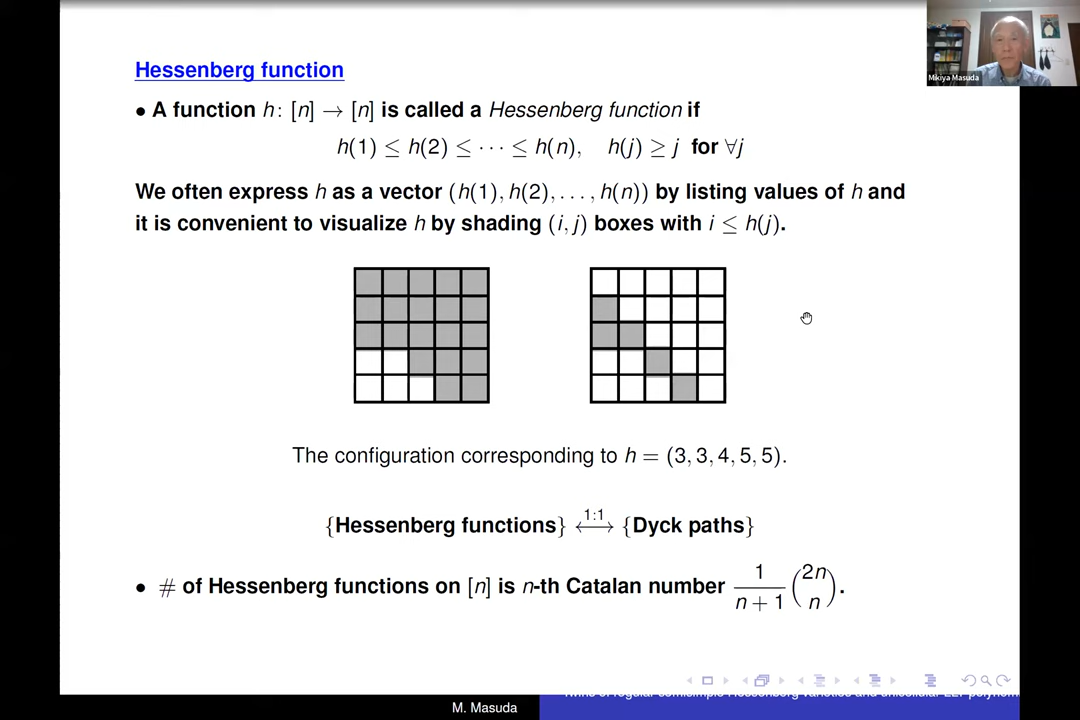 Hessenberg function
• A function h: [n] → [n] is called a Hessenberg function if
h(1) ≤ h(2) ≤ ⋯ ≤ h(n), h(j) ≥ j for ∀j
We often express h as a vector (h(1), h(2), . . . , h(n)) by listing values of h and
it is convenient to visualize h by shading (i, j) boxes with i ≤ h(j).
The configuration corresponding to h = (3, 3, 4, 5, 5).
{Hessenberg functions} ⟷ {Dyck paths}
1:1
• # of Hessenberg functions on [n] is n-th Catalan number 1/(n + 1) (2n n).
M. Masuda
Mikiya Masuda